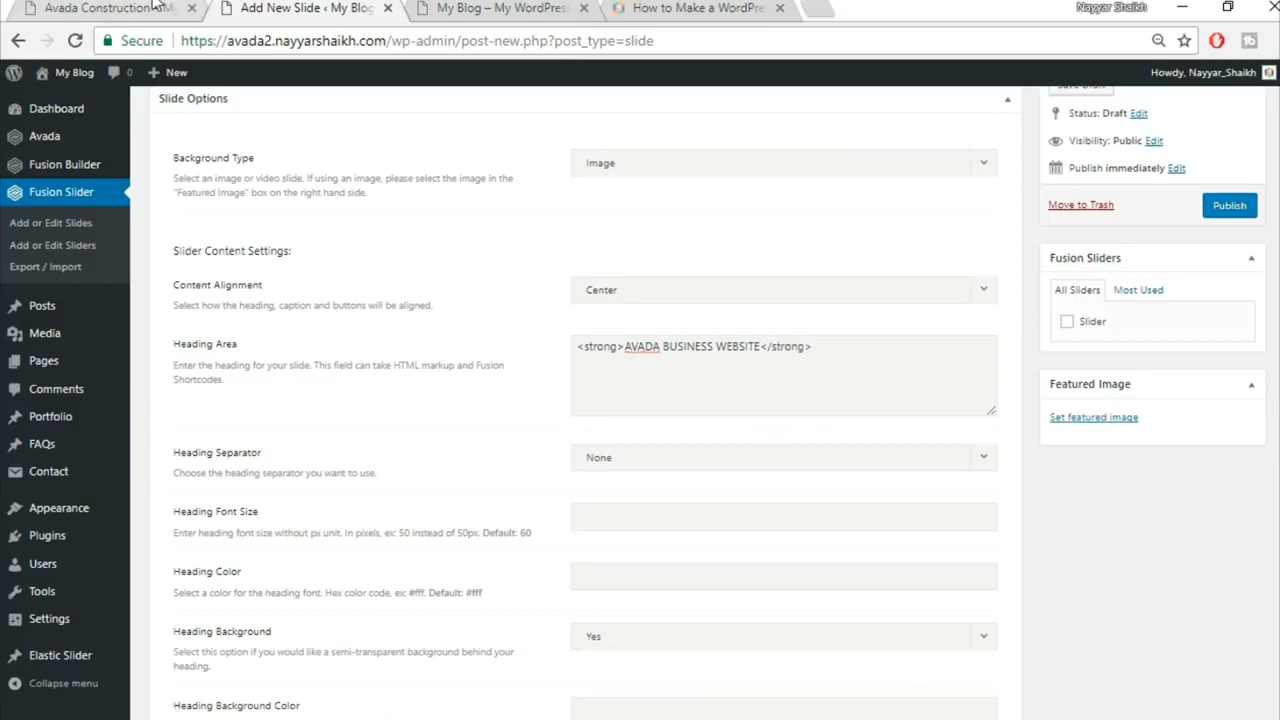 Avada Construction
Add New Slide ‹ My Blog
My Blog – My WordPress
How to Make a WordPre
Nayyar Shaikh
Secure
https://avada2.nayyarshaikh.com/wp-admin/post-new.php?post_type=slide
My Blog
0
New
Howdy, Nayyar_Shaikh
Dashboard
Avada
Fusion Builder
Fusion Slider
Add or Edit Slides
Add or Edit Sliders
Export / Import
Posts
Media
Pages
Comments
Portfolio
FAQs
Contact
Appearance
Plugins
Users
Tools
Settings
Elastic Slider
Collapse menu
Slide Options
Background Type
Select an image or video slide. If using an image, please select the image in the
"Featured Image" box on the right hand side.
Image
Slider Content Settings:
Content Alignment
Select how the heading, caption and buttons will be aligned.
Center
Heading Area
Enter the heading for your slide. This field can take HTML markup and Fusion
Shortcodes.
<strong>AVADA BUSINESS WEBSITE</strong>
Heading Separator
Choose the heading separator you want to use.
None
Heading Font Size
Enter heading font size without px unit. In pixels, ex: 50 instead of 50px. Default: 60
Heading Color
Select a color for the heading font. Hex color code, ex: #fff. Default: #fff
Heading Background
Select this option if you would like a semi-transparent background behind your
heading.
Yes
Heading Background Color
Save Draft
Status: Draft Edit
Visibility: Public Edit
Publish immediately Edit
Move to Trash
Publish
Fusion Sliders
All Sliders
Most Used
Slider
Featured Image
Set featured image